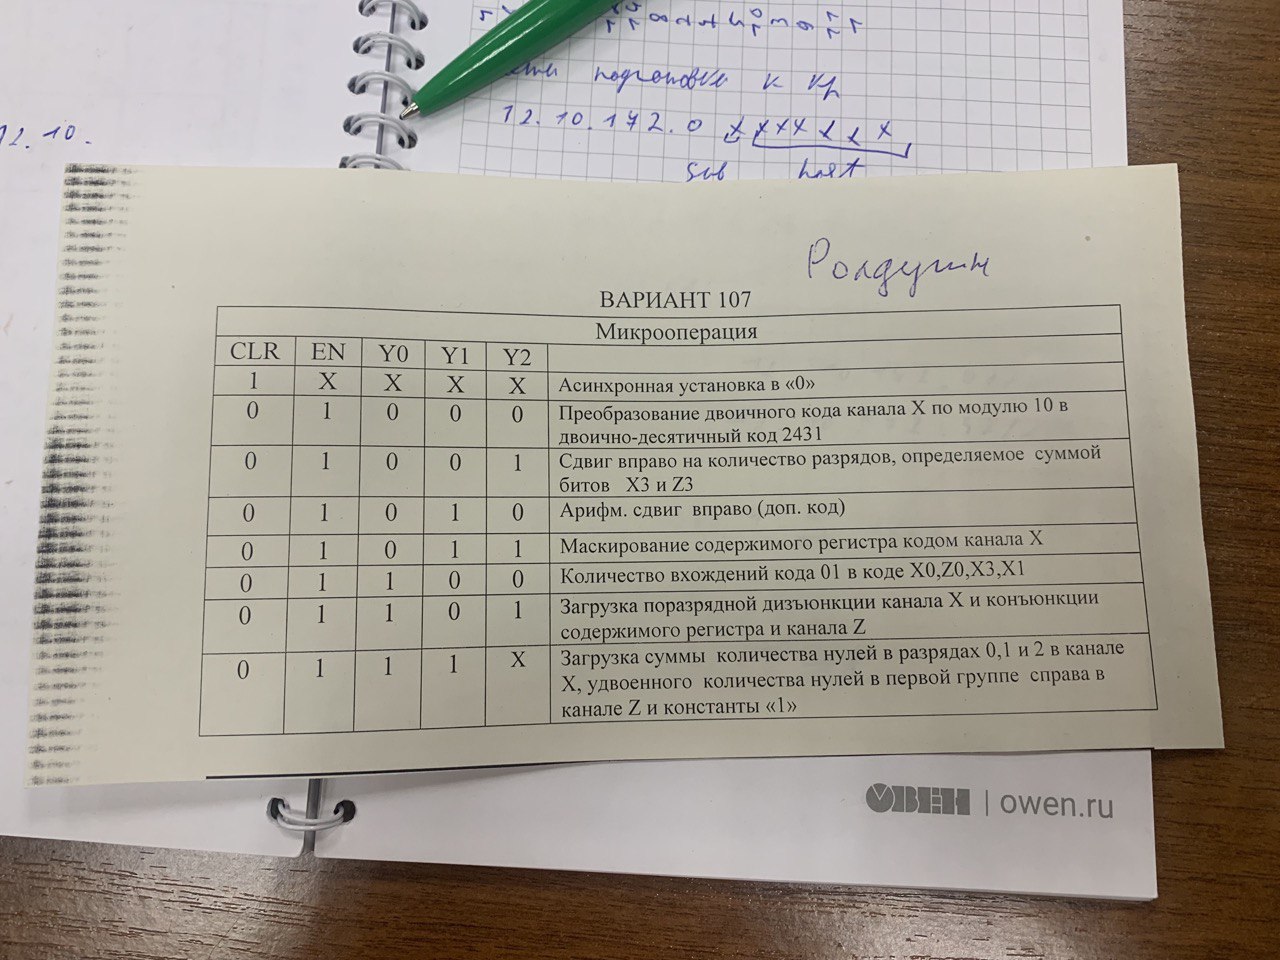 подготовки к кр
12.10.
12.10.172.0 x x x x x x x
sub host
Ролдугин
ВАРИАНТ 107
Микрооперация
CLR EN Y0 Y1 Y2
1 X X X X Асинхронная установка в «0»
0 1 0 0 0 Преобразование двоичного кода канала X по модулю 10 в
двоично-десятичный код 2431
0 1 0 0 1 Сдвиг вправо на количество разрядов, определяемое суммой
битов X3 и Z3
0 1 0 1 0 Арифм. сдвиг вправо (доп. код)
0 1 0 1 1 Маскирование содержимого регистра кодом канала X
0 1 1 0 0 Количество вхождений кода 01 в коде X0,Z0,X3,X1
0 1 1 0 1 Загрузка поразрядной дизъюнкции канала X и конъюнкции
содержимого регистра и канала Z
0 1 1 1 X Загрузка суммы количества нулей в разрядах 0,1 и 2 в канале
X, удвоенного количества нулей в первой группе справа в
канале Z и константы «1»
ОВЕН | owen.ru